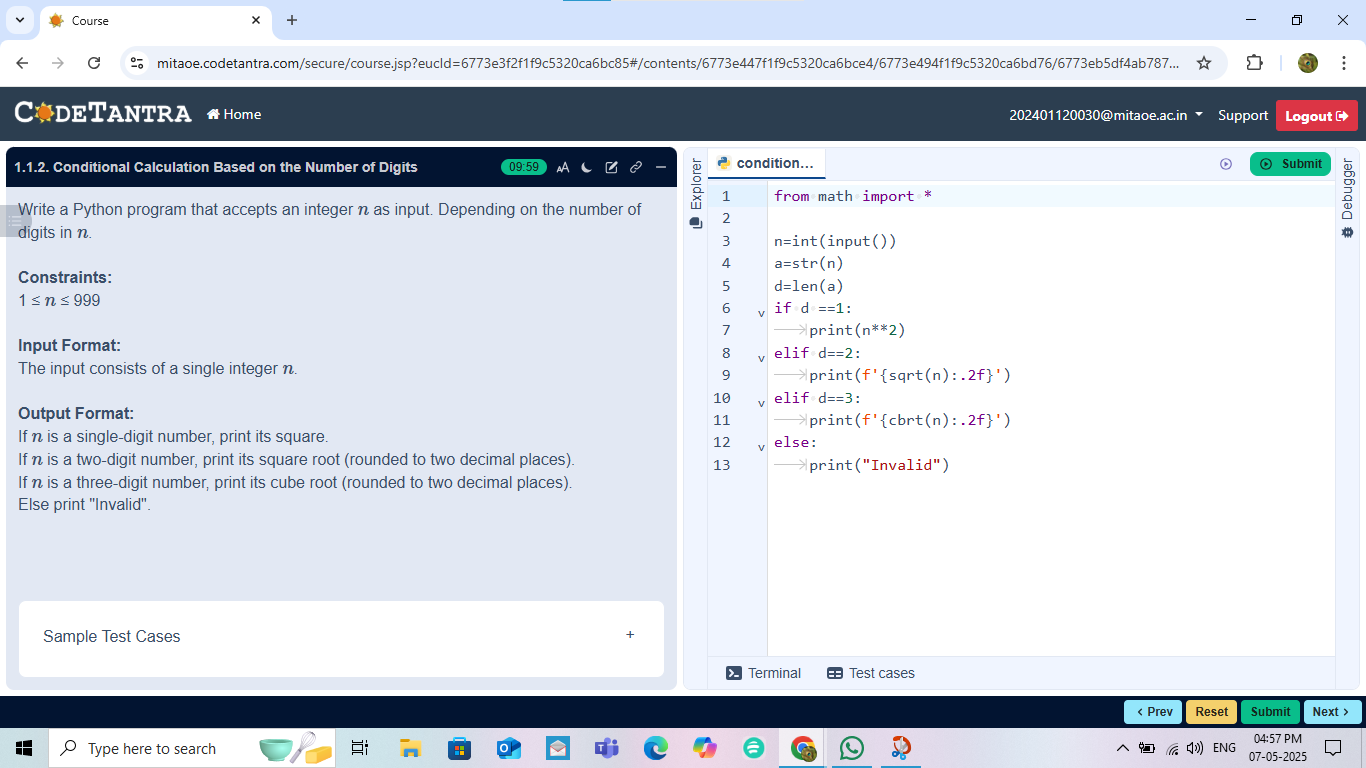 Course
mitaoe.codetantra.com/secure/course.jsp?eucId=6773e3f2f1f9c5320ca6bc85#/contents/6773e447f1f9c5320ca6bce4/6773e494f1f9c5320ca6bd76/6773eb5df4ab787...
CODETANTRA Home 202401120030@mitaoe.ac.in Support Logout
1.1.2. Conditional Calculation Based on the Number of Digits 09:59 AA
Write a Python program that accepts an integer n as input. Depending on the number of
digits in n.
Constraints:
1 ≤ n ≤ 999
Input Format:
The input consists of a single integer n.
Output Format:
If n is a single-digit number, print its square.
If n is a two-digit number, print its square root (rounded to two decimal places).
If n is a three-digit number, print its cube root (rounded to two decimal places).
Else print "Invalid".
Sample Test Cases +
Explorer
condition...
Submit
Debugger
1 from math import *
2
3 n=int(input())
4 a=str(n)
5 d=len(a)
6 if d ==1:
7 print(n**2)
8 elif d==2:
9 print(f'{sqrt(n):.2f}')
10 elif d==3:
11 print(f'{cbrt(n):.2f}')
12 else:
13 print("Invalid")
Terminal Test cases
< Prev Reset Submit Next >
Type here to search
ENG
04:57 PM
07-05-2025